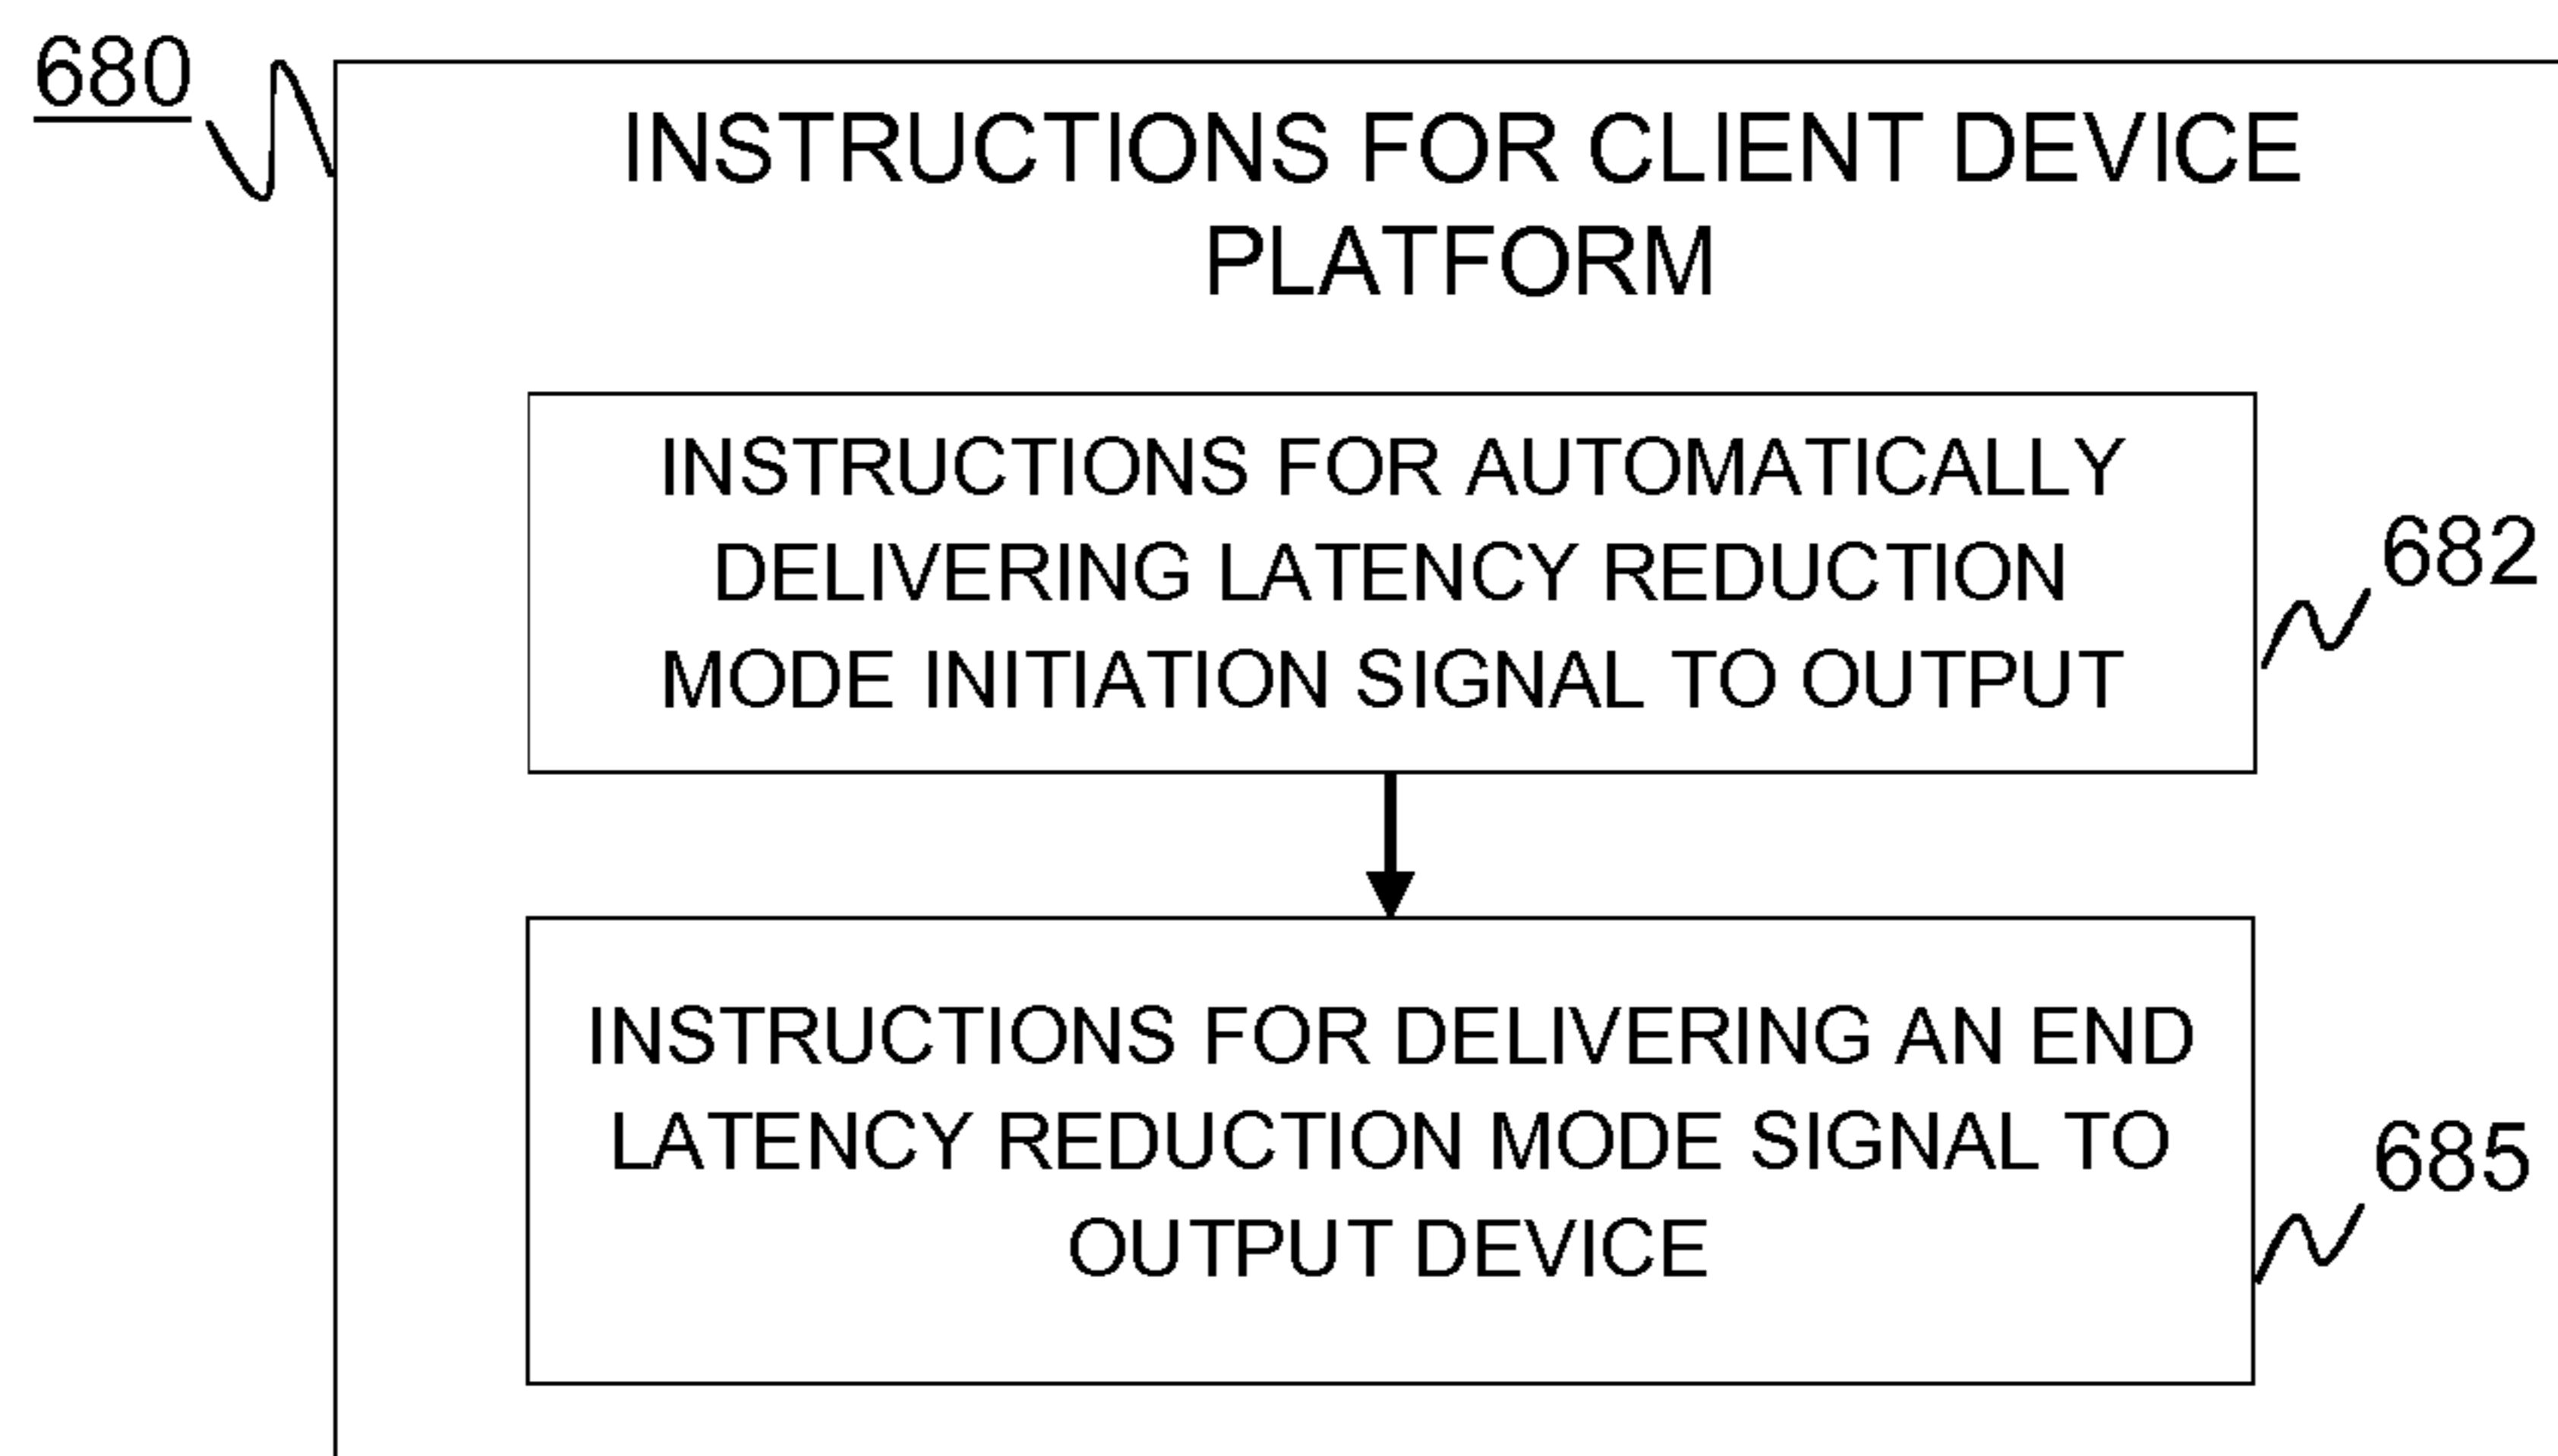 680
INSTRUCTIONS FOR CLIENT DEVICE
PLATFORM
INSTRUCTIONS FOR AUTOMATICALLY
DELIVERING LATENCY REDUCTION
MODE INITIATION SIGNAL TO OUTPUT
682
INSTRUCTIONS FOR DELIVERING AN END
LATENCY REDUCTION MODE SIGNAL TO
OUTPUT DEVICE
685